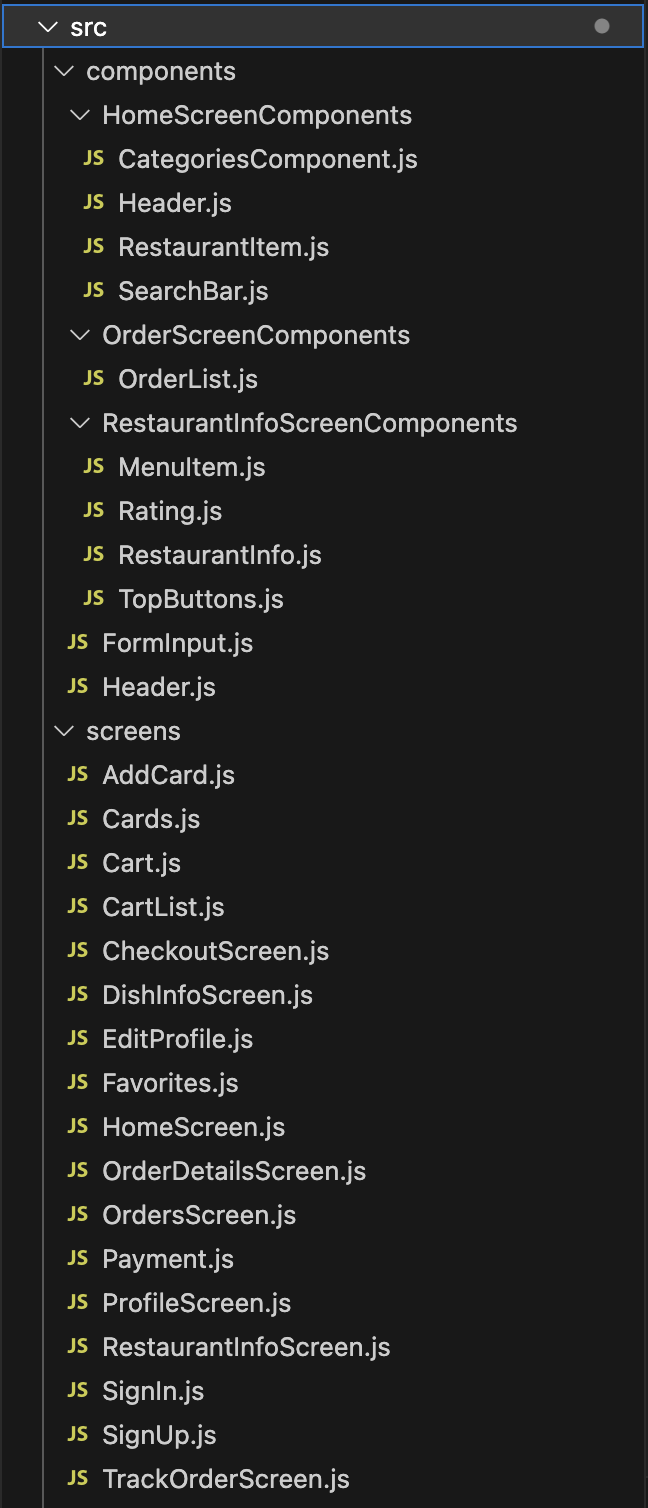 src
components
HomeScreenComponents
JS CategoriesComponent.js
JS Header.js
JS RestaurantItem.js
JS SearchBar.js
OrderScreenComponents
JS OrderList.js
RestaurantInfoScreenComponents
JS MenuItem.js
JS Rating.js
JS RestaurantInfo.js
JS TopButtons.js
JS FormInput.js
JS Header.js
screens
JS AddCard.js
JS Cards.js
JS Cart.js
JS CartList.js
JS CheckoutScreen.js
JS DishInfoScreen.js
JS EditProfile.js
JS Favorites.js
JS HomeScreen.js
JS OrderDetailsScreen.js
JS OrdersScreen.js
JS Payment.js
JS ProfileScreen.js
JS RestaurantInfoScreen.js
JS SignIn.js
JS SignUp.js
JS TrackOrderScreen.js